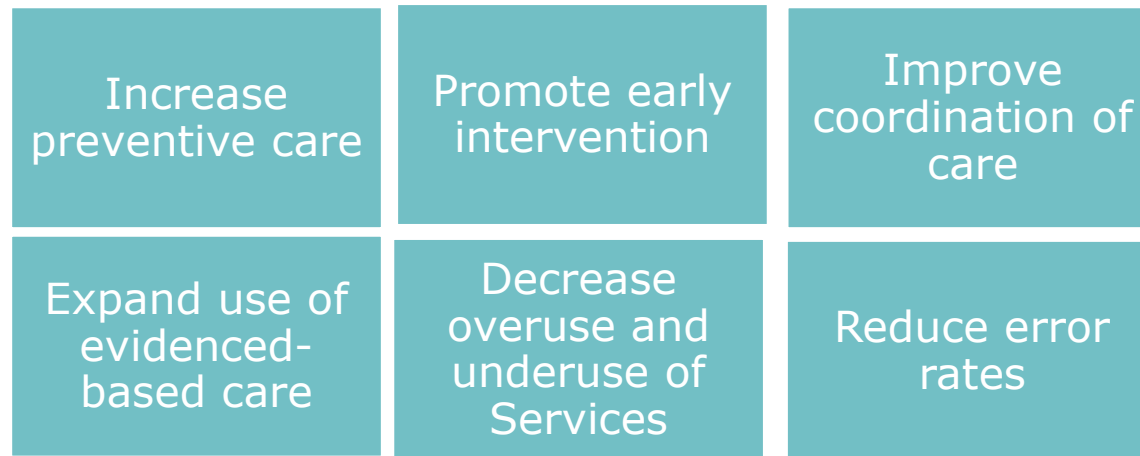 Increase
preventive care
Promote early
intervention
Improve
coordination of
care
Expand use of
evidenced-
based care
Decrease
overuse and
underuse of
Services
Reduce error
rates